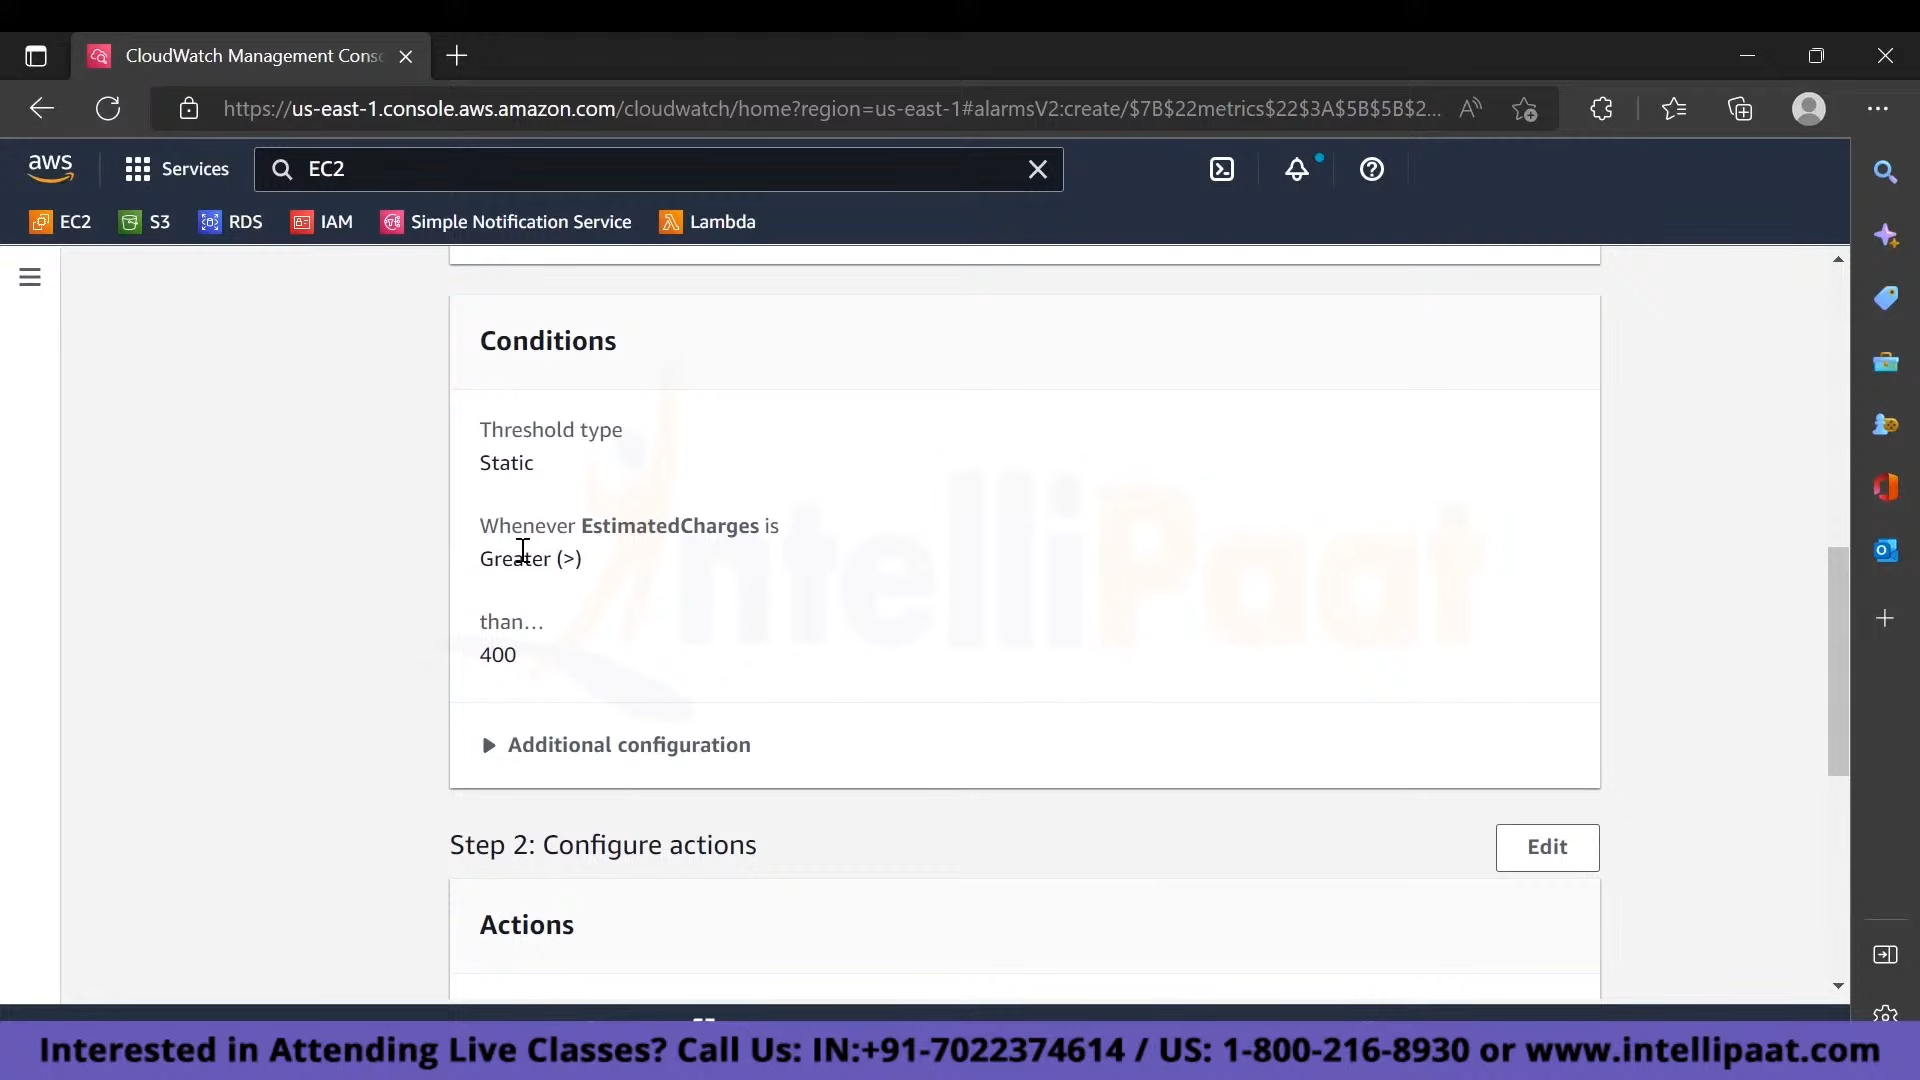 CloudWatch Management Cons
https://us-east-1.console.aws.amazon.com/cloudwatch/home?region=us-east-1#alarmsV2:create/$7B$22metrics$22$3A$5B$5B$2...
aws
Services
EC2
EC2
S3
RDS
IAM
Simple Notification Service
Lambda
Conditions
Threshold type
Static
Whenever EstimatedCharges is
Greater (>)
than...
400
IntelliPaat
Additional configuration
Step 2: Configure actions
Edit
Actions
Interested in Attending Live Classes? Call Us: IN:+91-7022374614 / US: 1-800-216-8930 or www.intellipaat.com